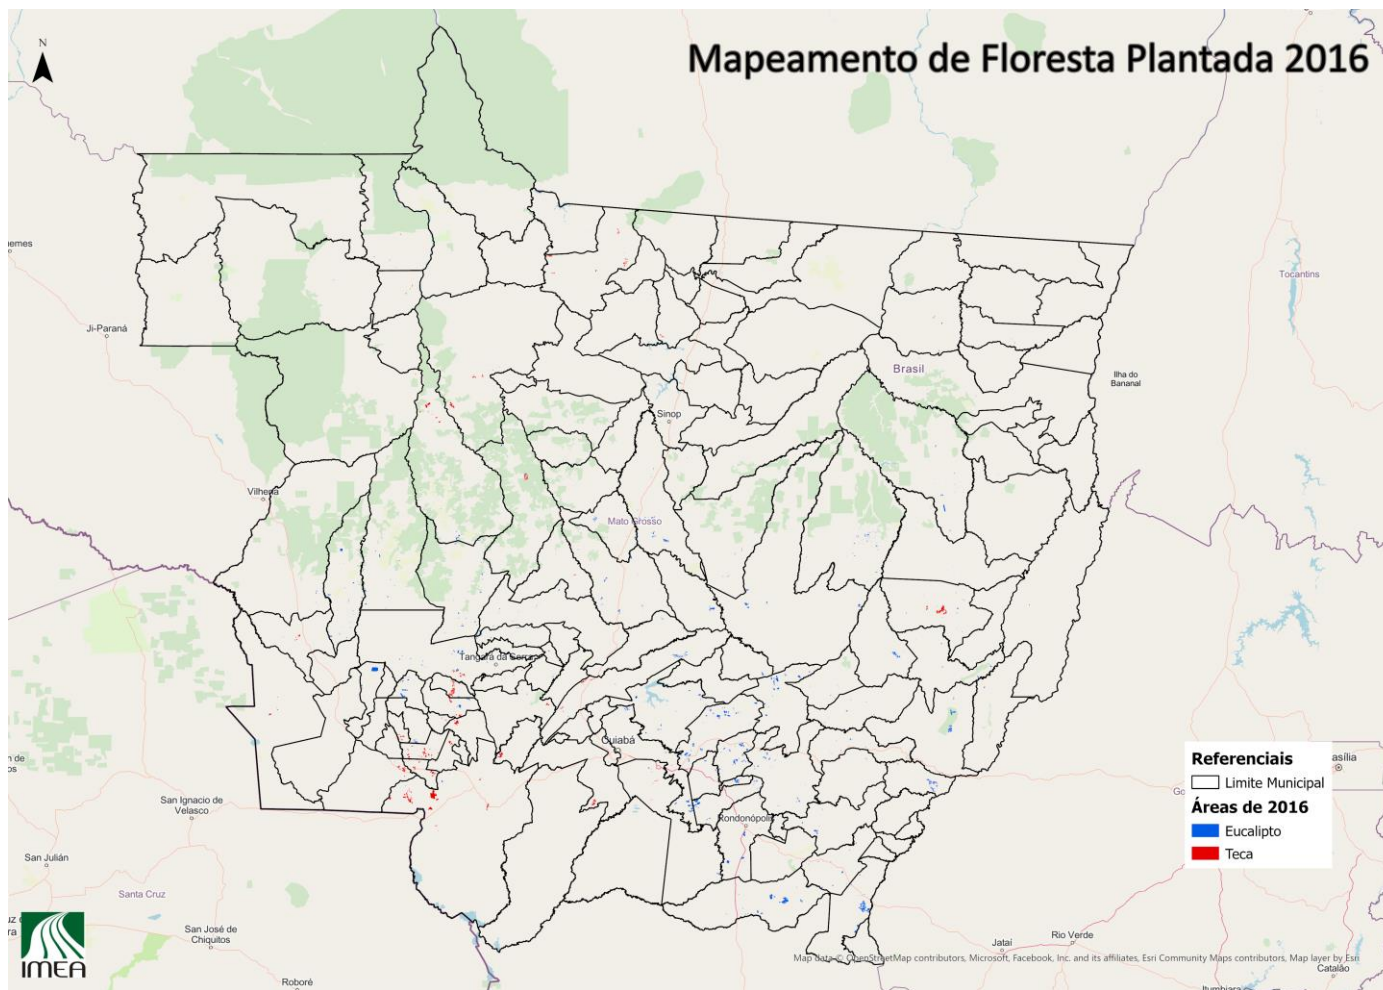 N
Mapeamento de Floresta Plantada 2016
Tocantins
Ji-Paraná
Brasil
Ilha do
Bananal
Sinop
Vilhena
Mato Grosso
Tangará da Serra
Cuiabá
Referenciais
Limite Municipal
Áreas de 2016
Eucalipto
Teca
San Ignacio de
Velasco
Rondonópolis
San Julián
Santa Cruz
San José de
Chiquitos
IMEA
Jataí
Rio Verde
Map data © OpenStreetMap contributors, Microsoft, Facebook, Inc. and its affiliates, Esri Community Maps contributors, Map layer by Esri
Catalão
Roboré
Itumbiara